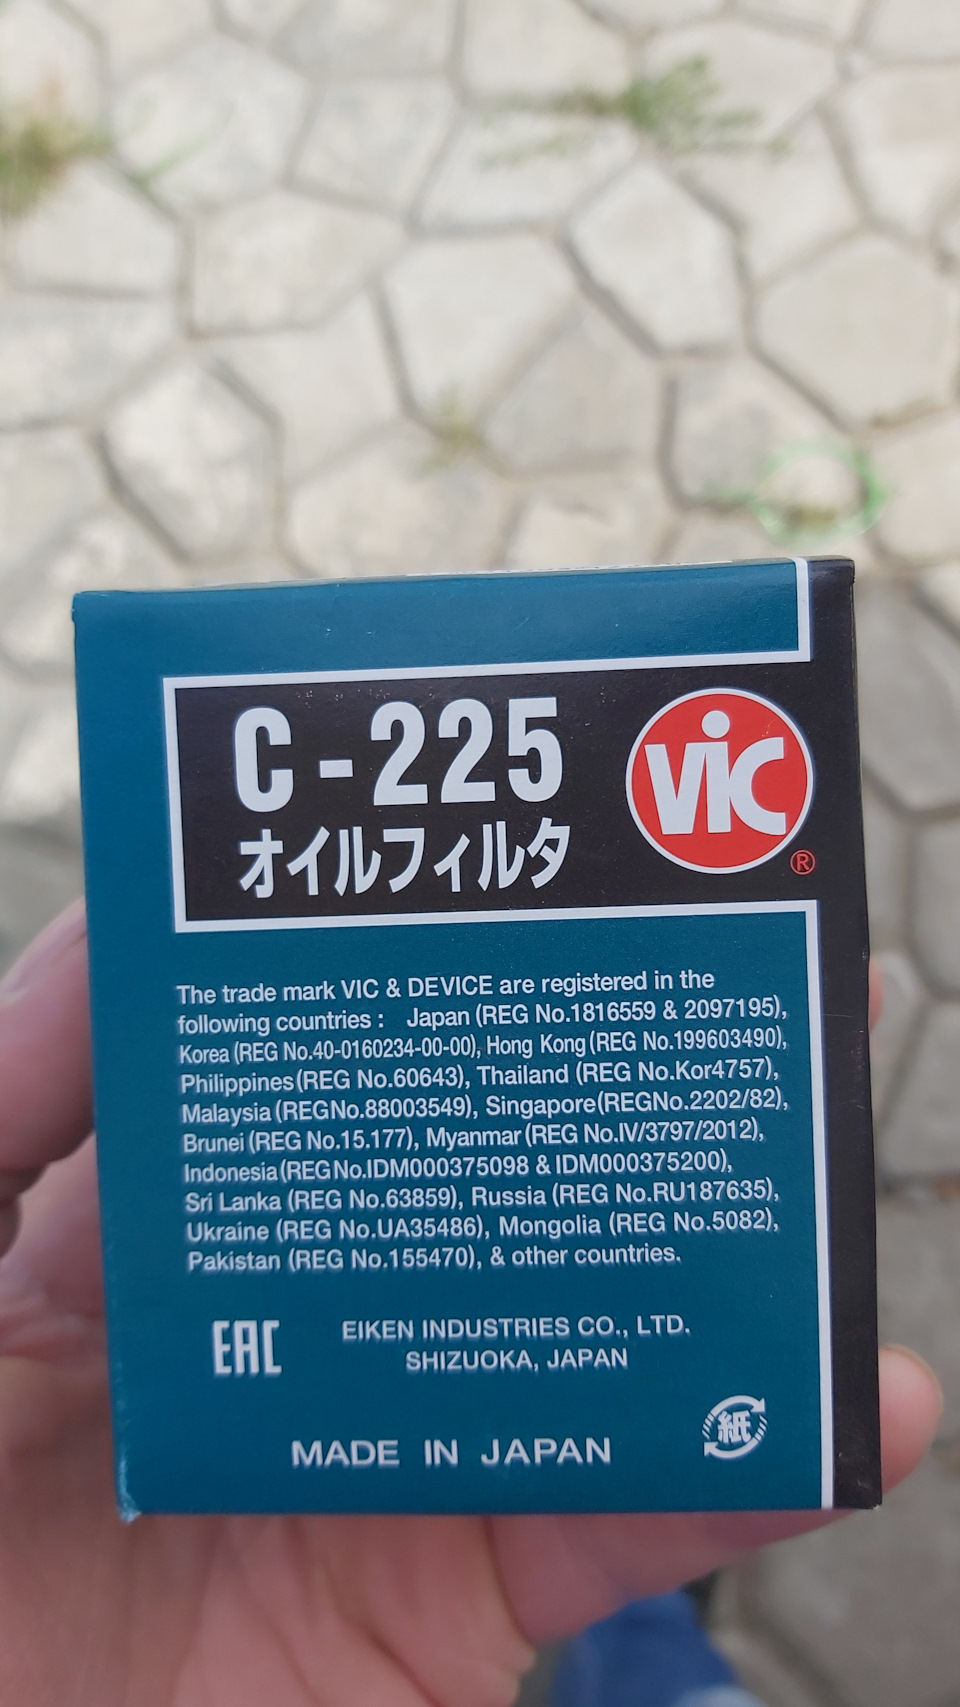 C-225
オイルフィルタ
VIC
®
The trade mark VIC & DEVICE are registered in the
following countries : Japan (REG No.1816559 & 2097195),
Korea (REG No.40-0160234-00-00), Hong Kong (REG No.199603490),
Philippines(REG No.60643), Thailand (REG No.Kor4757),
Malaysia (REGNo.88003549), Singapore(REGNo.2202/82),
Brunei (REG No.15.177), Myanmar (REG No.IV/3797/2012),
Indonesia(REGNo.IDM000375098 & IDM000375200),
Sri Lanka (REG No.63859), Russia (REG No.RU187635),
Ukraine (REG No.UA35486), Mongolia (REG No.5082),
Pakistan (REG No.155470), & other countries.
EAC
EIKEN INDUSTRIES CO., LTD.
SHIZUOKA, JAPAN
紙
MADE IN JAPAN